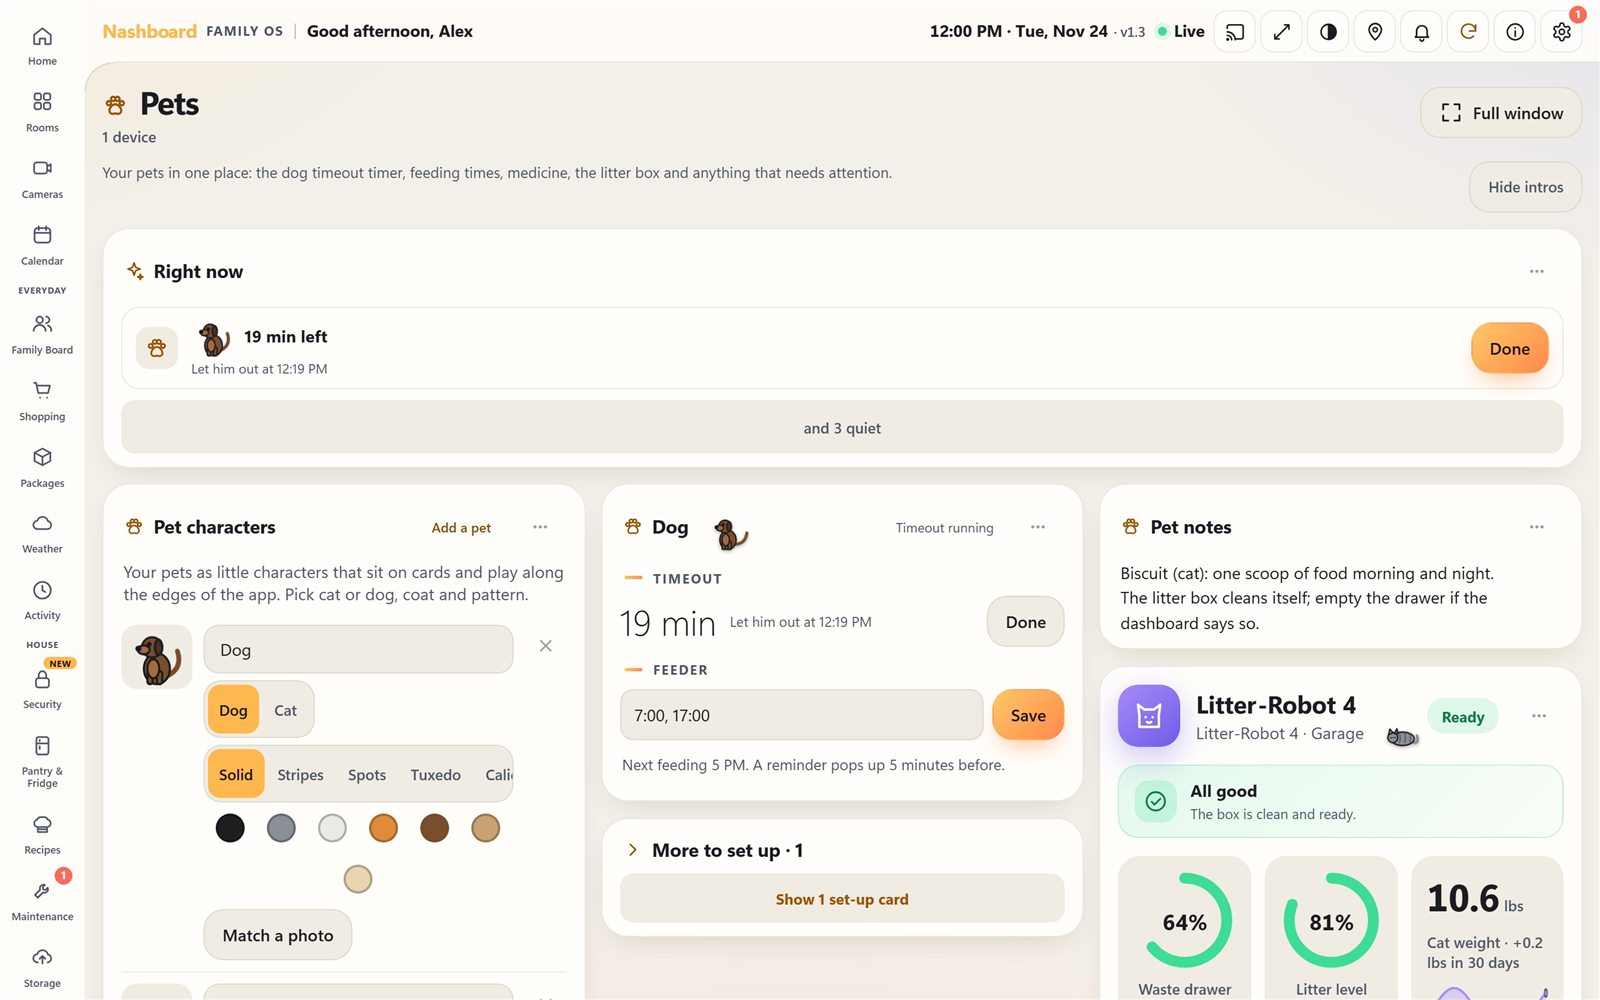 Nashboard FAMILY OS Good afternoon, Alex
12:00 PM · Tue, Nov 24 · v1.3 Live
1
Home
Rooms
Cameras
Calendar
EVERYDAY
Family Board
Shopping
Packages
Weather
Activity
HOUSE
NEW
Security
Pantry &
Fridge
Recipes
1
Maintenance
Storage
Pets
1 device
Your pets in one place: the dog timeout timer, feeding times, medicine, the litter box and anything that needs attention.
Full window
Hide intros
Right now
19 min left
Let him out at 12:19 PM
Done
and 3 quiet
Pet characters
Add a pet
Your pets as little characters that sit on cards and play along
the edges of the app. Pick cat or dog, coat and pattern.
Dog
Dog Cat
Solid Stripes Spots Tuxedo Cali
Match a photo
Dog
Timeout running
TIMEOUT
19 min Let him out at 12:19 PM
Done
FEEDER
7:00, 17:00
Save
Next feeding 5 PM. A reminder pops up 5 minutes before.
More to set up · 1
Show 1 set-up card
Pet notes
Biscuit (cat): one scoop of food morning and night.
The litter box cleans itself; empty the drawer if the
dashboard says so.
Litter-Robot 4
Litter-Robot 4 · Garage
Ready
All good
The box is clean and ready.
64%
Waste drawer
81%
Litter level
10.6 lbs
Cat weight · +0.2
lbs in 30 days